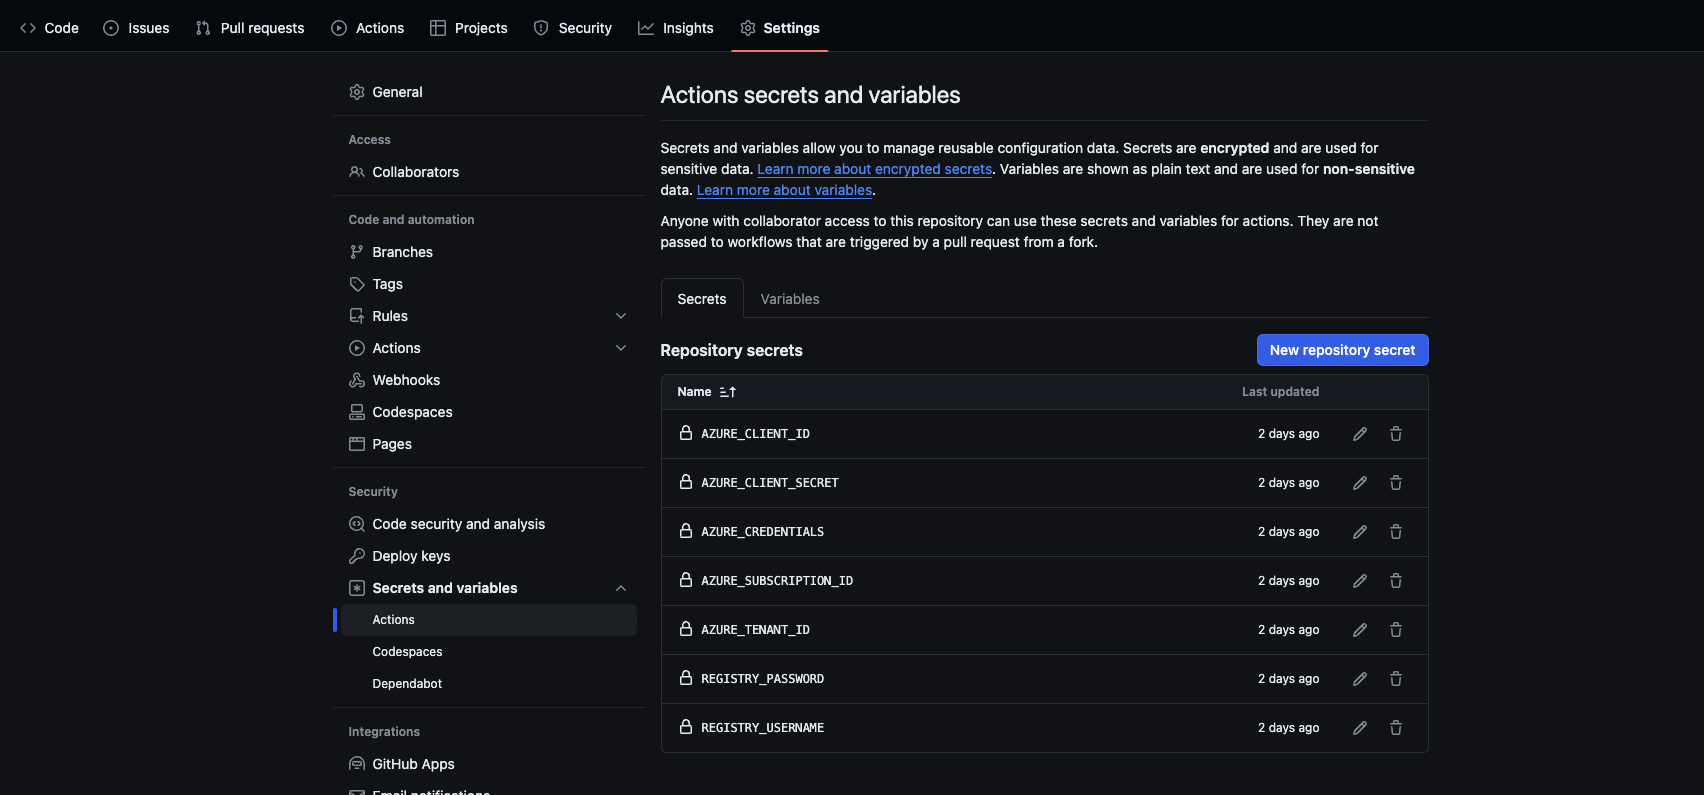 Code Issues Pull requests Actions Projects Security Insights Settings
General
Access
Collaborators
Code and automation
Branches
Tags
Rules
Actions
Webhooks
Codespaces
Pages
Security
Code security and analysis
Deploy keys
Secrets and variables
Actions
Codespaces
Dependabot
Integrations
GitHub Apps
Email notifications
Actions secrets and variables
Secrets and variables allow you to manage reusable configuration data. Secrets are encrypted and are used for
sensitive data. Learn more about encrypted secrets. Variables are shown as plain text and are used for non-sensitive
data. Learn more about variables.
Anyone with collaborator access to this repository can use these secrets and variables for actions. They are not
passed to workflows that are triggered by a pull request from a fork.
Secrets Variables
Repository secrets New repository secret
Name Last updated
AZURE_CLIENT_ID 2 days ago
AZURE_CLIENT_SECRET 2 days ago
AZURE_CREDENTIALS 2 days ago
AZURE_SUBSCRIPTION_ID 2 days ago
AZURE_TENANT_ID 2 days ago
REGISTRY_PASSWORD 2 days ago
REGISTRY_USERNAME 2 days ago